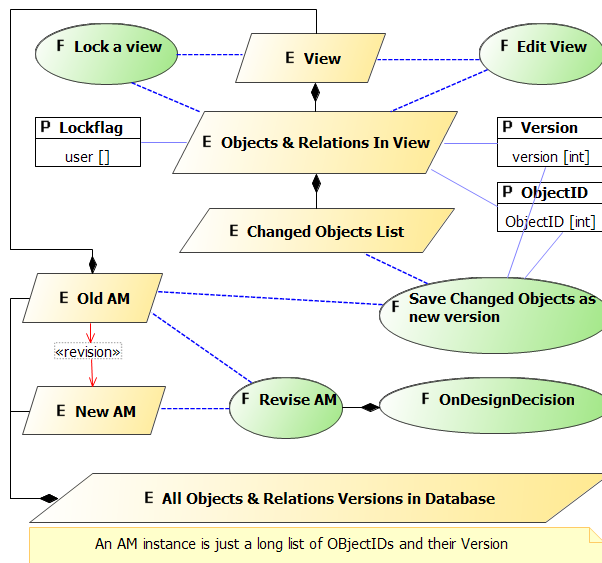 F Lock a view
E View
F Edit View
P Lockflag
user []
E Objects & Relations In View
P Version
version [int]
P ObjectID
ObjectID [int]
E Changed Objects List
E Old AM
F Save Changed Objects as
new version
«revision»
E New AM
F Revise AM
F OnDesignDecision
E All Objects & Relations Versions in Database
An AM instance is just a long list of OBjectIDs and their Version